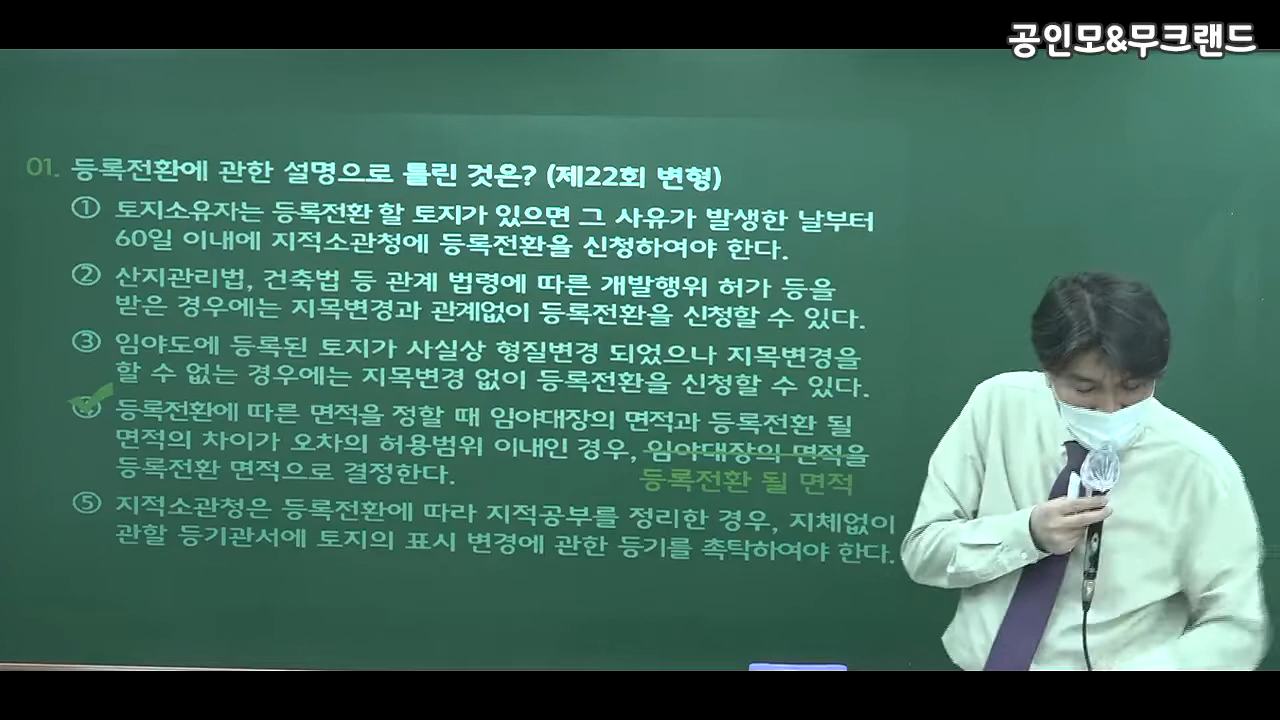 공인모&무크랜드
01. 등록전환에 관한 설명으로 틀린 것은? (제22회 변형)
① 토지소유자는 등록전환 할 토지가 있으면 그 사유가 발생한 날부터
60일 이내에 지적소관청에 등록전환을 신청하여야 한다.
② 산지관리법, 건축법 등 관계 법령에 따른 개발행위 허가 등을
받은 경우에는 지목변경과 관계없이 등록전환을 신청할 수 있다.
③ 임야도에 등록된 토지가 사실상 형질변경 되었으나 지목변경을
할 수 없는 경우에는 지목변경 없이 등록전환을 신청할 수 있다.
④ 등록전환에 따른 면적을 정할 때 임야대장의 면적과 등록전환 될
면적의 차이가 오차의 허용범위 이내인 경우, 임야대장의 면적을
등록전환 면적으로 결정한다.
등록전환 될 면적
⑤ 지적소관청은 등록전환에 따라 지적공부를 정리한 경우, 지체없이
관할 등기관서에 토지의 표시 변경에 관한 등기를 촉탁하여야 한다.